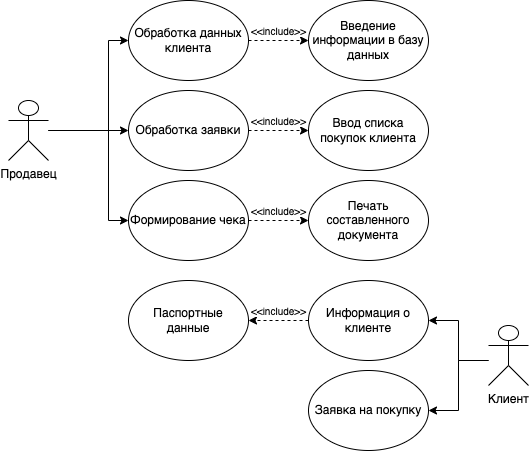 Обработка данных
клиента
<<include>>
Введение
информации в базу
данных
Обработка заявки
<<include>>
Ввод списка
покупок клиента
Продавец
Формирование чека
<<include>>
Печать
составленного
документа
Паспортные
данные
<<include>>
Информация о
клиенте
Клиент
Заявка на покупку